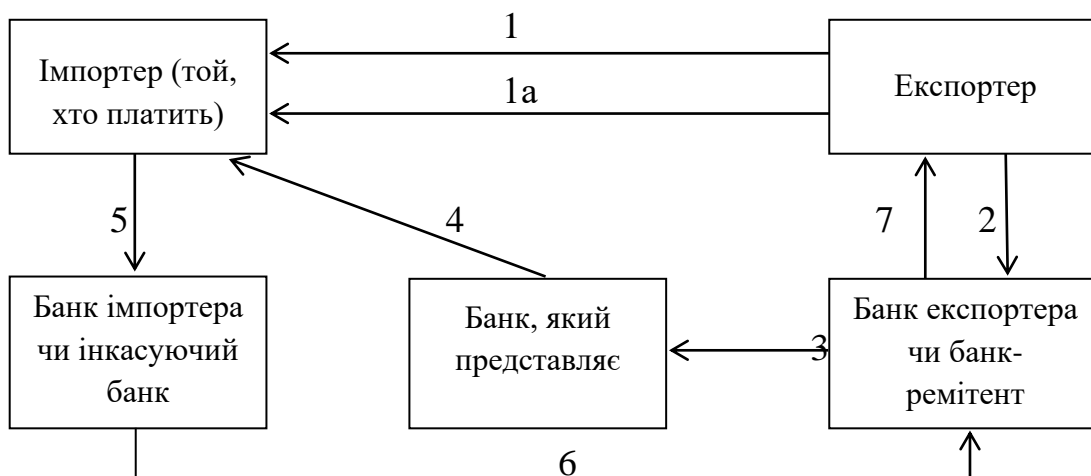 1
Імпортер (той,
хто платить)
1а
Експортер
5
4
7
2
Банк імпортера
чи інкасуючий
банк
Банк, який
представляє
3
Банк експортера
чи банк-
ремітент
6